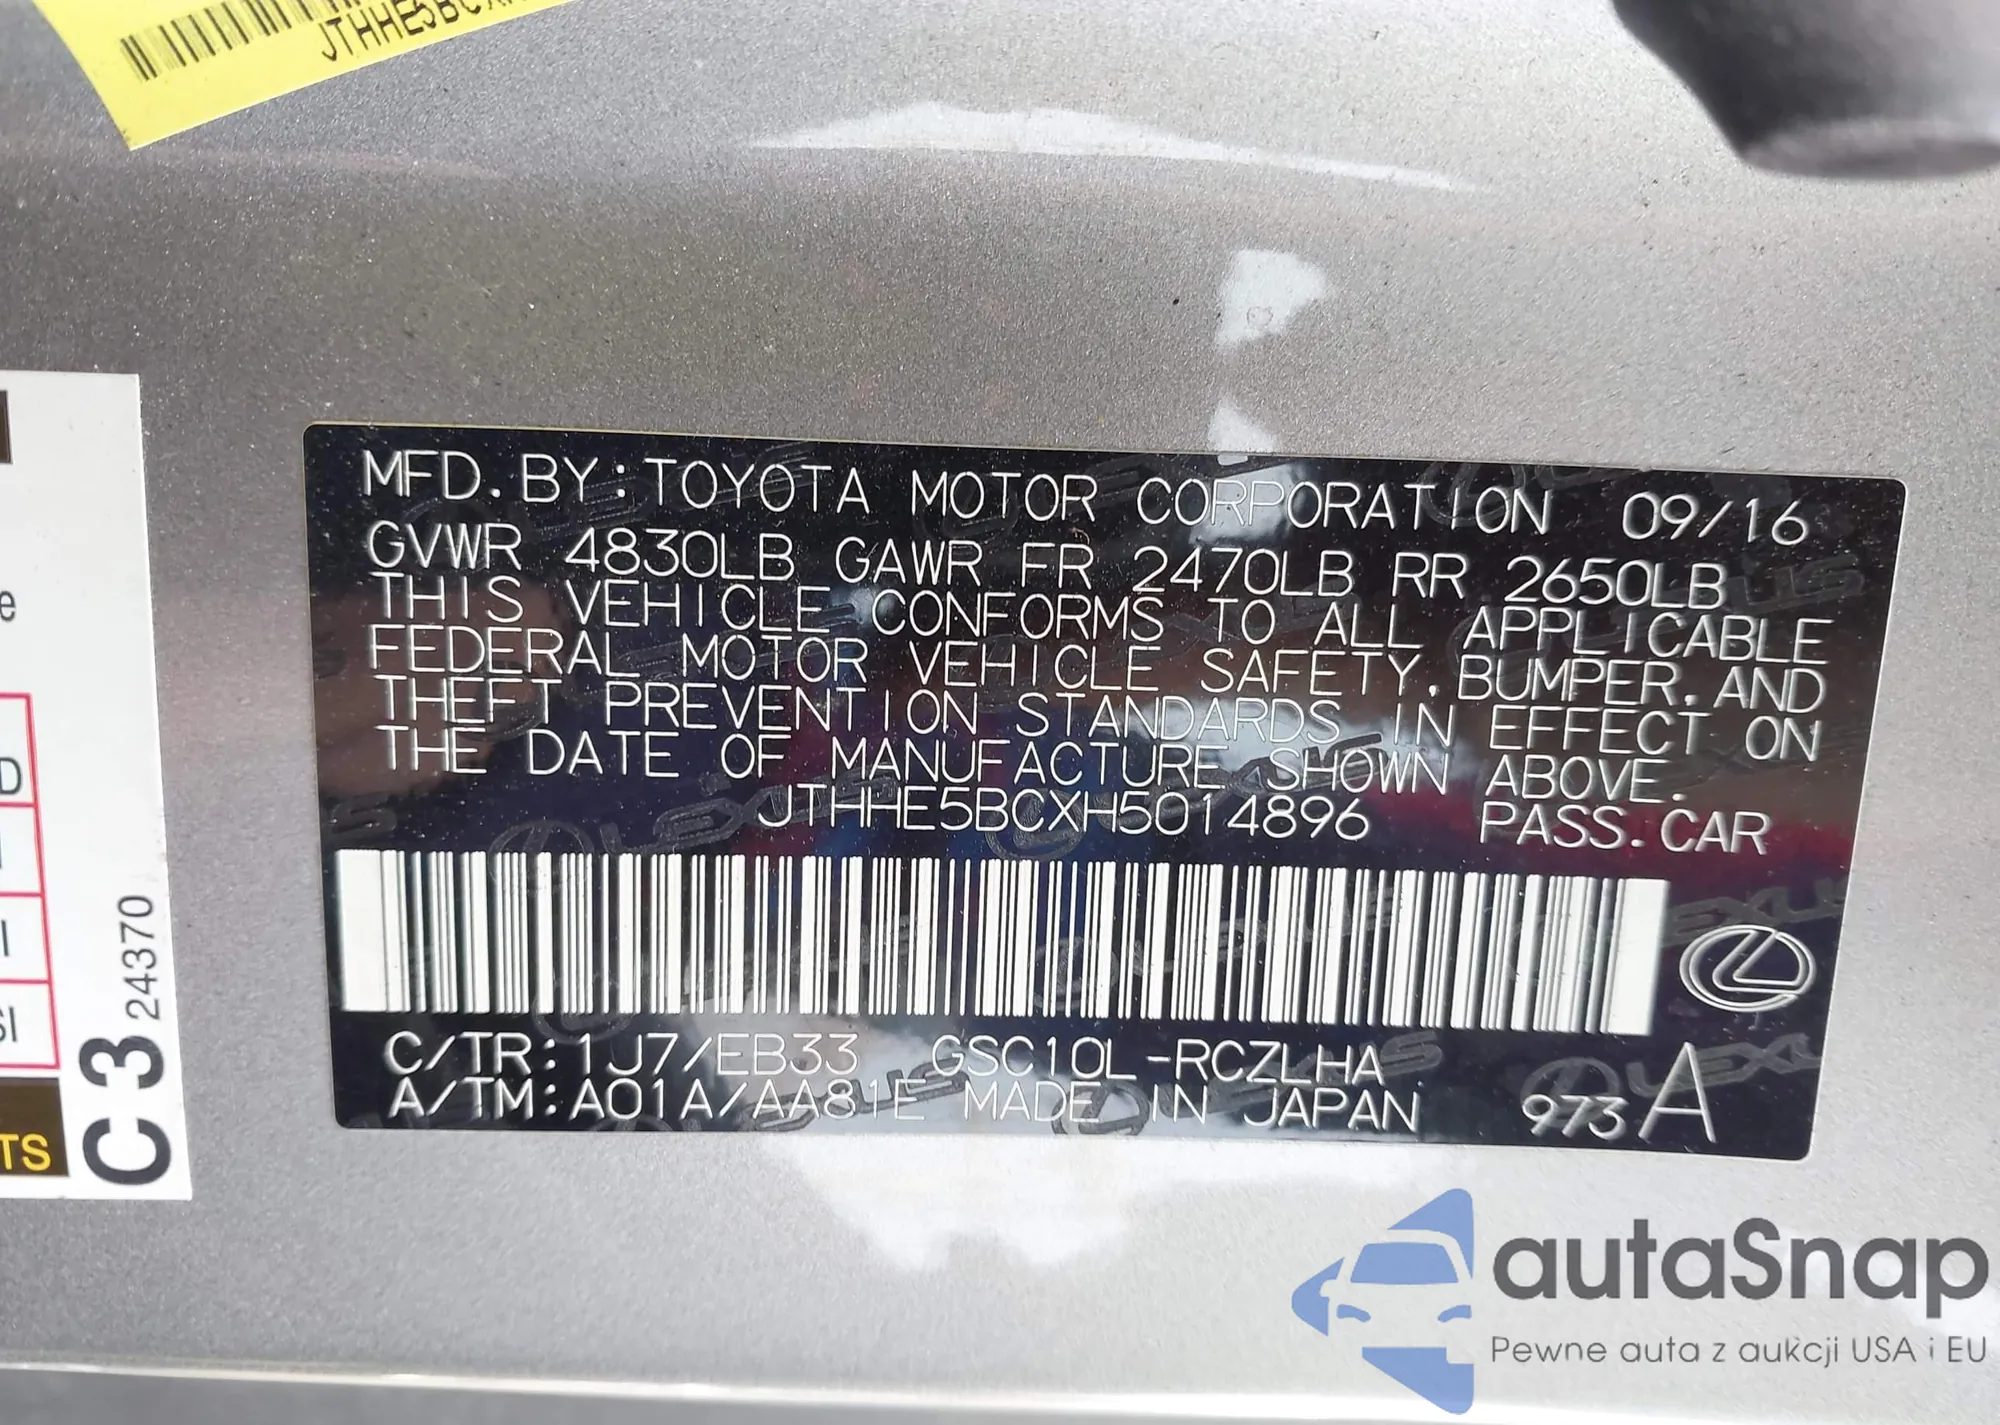 JTHHE5BCX
MFD. BY: TOYOTA MOTOR CORPORATION 09/16
GVWR 4830LB GAWR FR 2470LB RR 2650LB
THIS VEHICLE CONFORMS TO ALL APPLICABLE
FEDERAL MOTOR VEHICLE SAFETY, BUMPER, AND
THEFT PREVENTION STANDARDS IN EFFECT ON
THE DATE OF MANUFACTURE SHOWN ABOVE.
JTHHE5BCXH5014896 PASS. CAR
C/TR: 1J7/EB33 GSC10L-RCZLHA
A/TM: A01A/AA81E MADE IN JAPAN 973 A
e
D
I
TS
C3
24370
autaSnap
Pewne auta z aukcji USA i EU